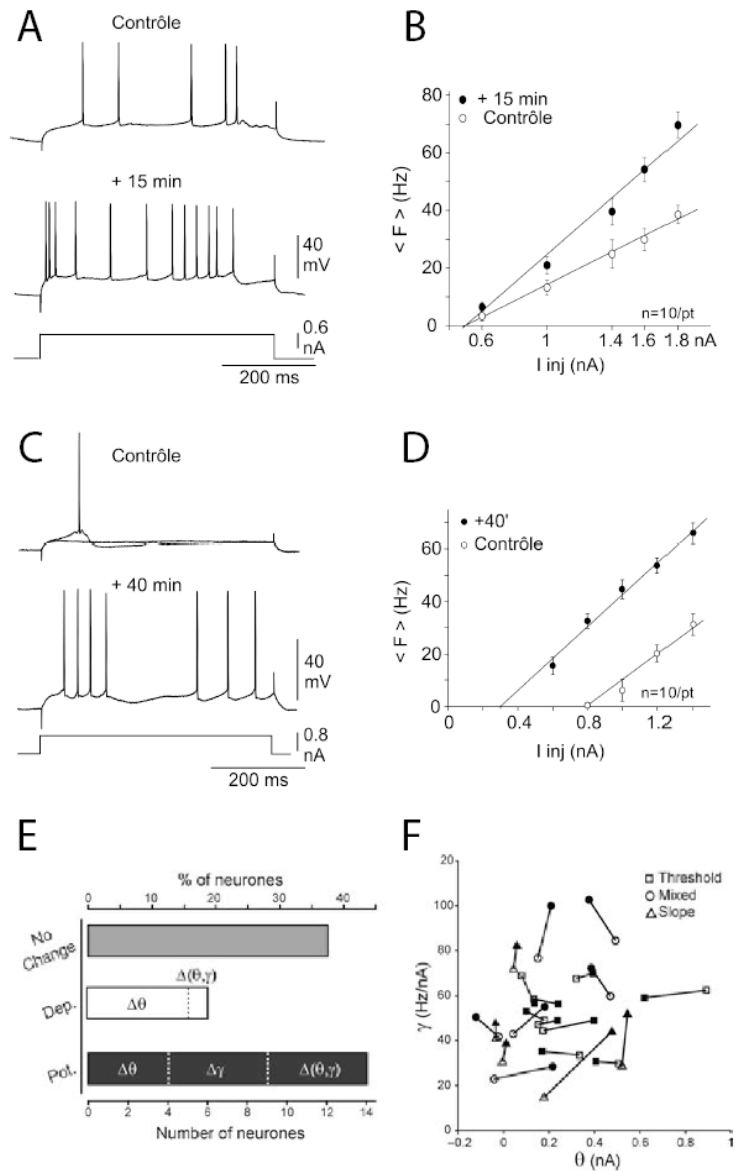 A
Contrôle
+ 15 min
40
mV
0.6
nA
200 ms
B
+ 15 min
Contrôle
< F > (Hz)
80
60
40
20
0
n=10/pt
0.6
1
1.4
1.6
1.8 nA
I inj (nA)
C
Contrôle
+ 40 min
40
mV
0.8
nA
200 ms
D
+40'
Contrôle
< F > (Hz)
60
40
20
0
n=10/pt
0
0.4
0.8
1.2
I inj (nA)
E
% of neurones
0 10 20 30 40
No
Change
Δ(θ,γ)
Dep.
Δθ
Pot.
Δθ
Δγ
Δ(θ,γ)
0 2 4 6 8 10 12 14
Number of neurones
F
Threshold
Mixed
Slope
γ (Hz/nA)
120
100
80
60
40
20
0
−0.2 0 0.2 0.4 0.6 0.8 1
θ (nA)